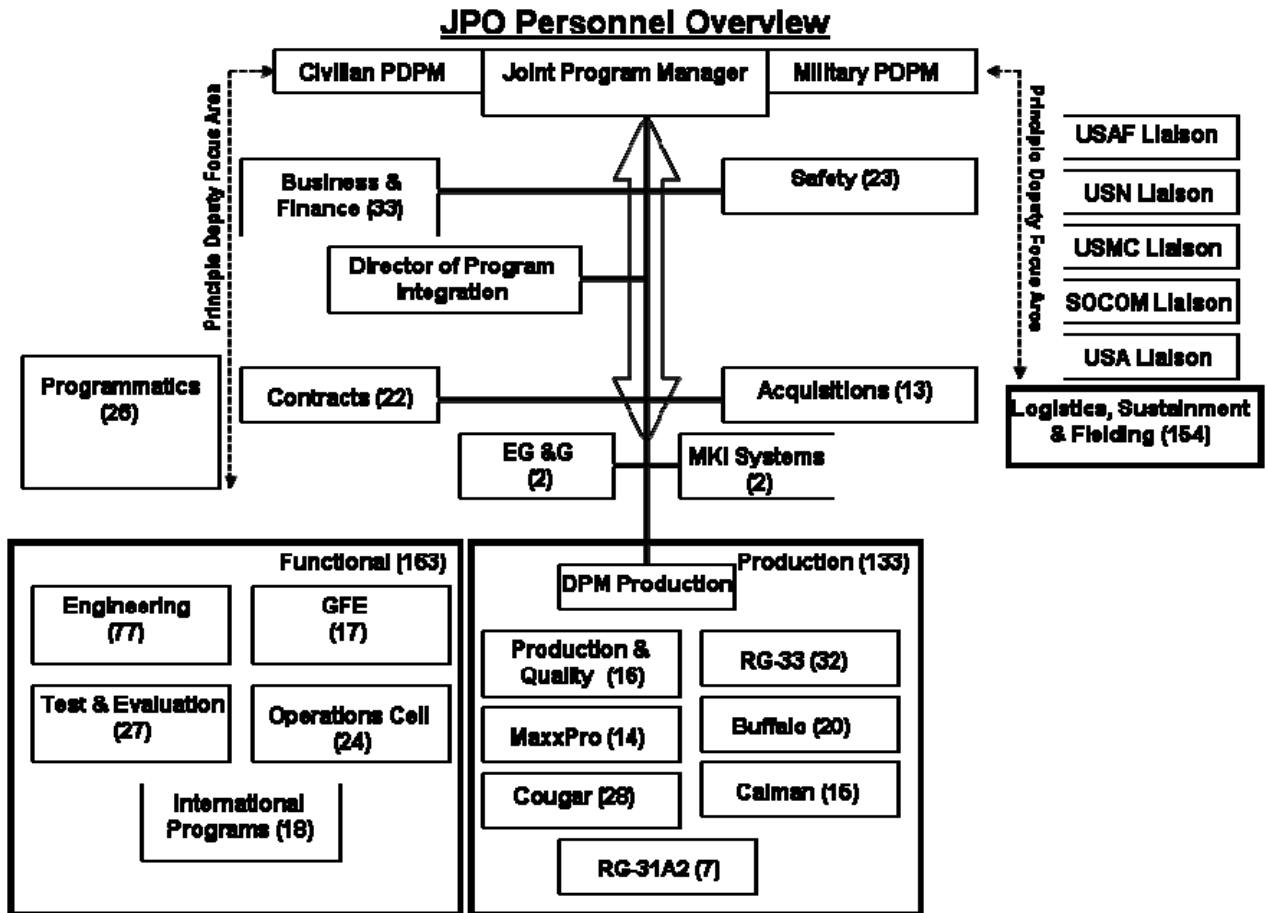 JPO Personnel Overview
Civilian PDPM
Joint Program Manager
Military PDPM
Principle Deputy Focus Area
Principle Deputy Focus Area
USAF Liaison
USN Liaison
USMC Liaison
SOCOM Liaison
USA Liaison
Business &
Finance (33)
Safety (23)
Director of Program
Integration
Programmatics
(26)
Contracts (22)
Acquisitions (13)
Logistics, Sustainment
& Fielding (154)
EG &G
(2)
MKI Systems
(2)
Functional (163)
Engineering
(77)
GFE
(17)
Test & Evaluation
(27)
Operations Cell
(24)
International
Programs (18)
Production (133)
DPM Production
Production &
Quality (16)
RG-33 (32)
MaxxPro (14)
Buffalo (20)
Cougar (28)
Caiman (15)
RG-31A2 (7)